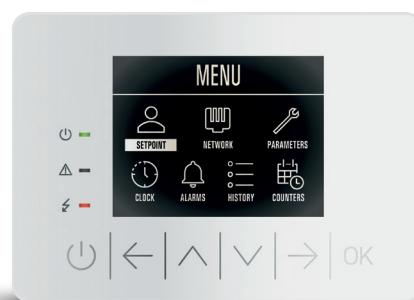 MENU
SETPOINT NETWORK PARAMETERS
CLOCK ALARMS HISTORY COUNTERS
OK